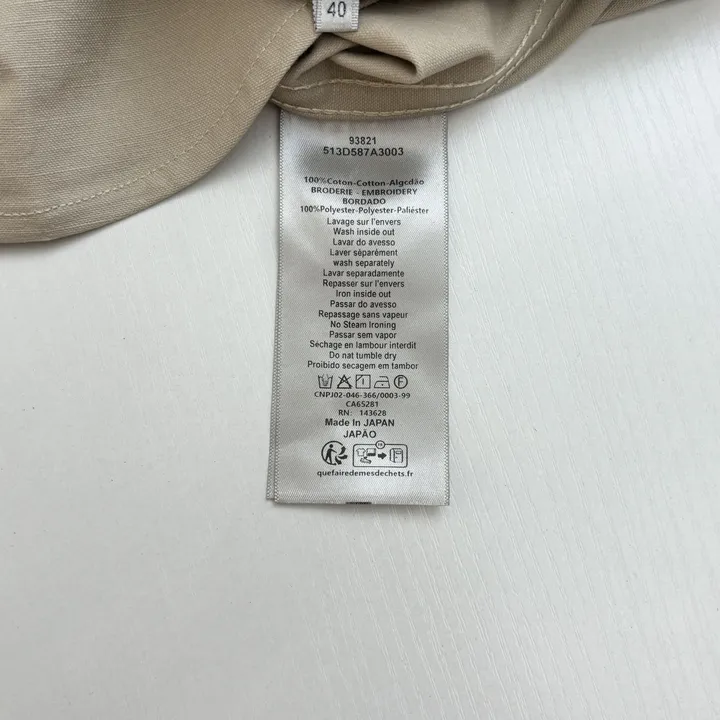 40
93821
513D587A3003
100%Coton-Cotton-Algodão
BRODERIE - EMBROIDERY
BORDADO
100%Polyester-Polyester-Paliéster
Lavage sur l'envers
Wash inside out
Lavar do avesso
Laver séparément
wash separately
Lavar separadamente
Repasser sur l'envers
Iron inside out
Passar do avesso
Repassage sans vapeur
No Steam Ironing
Passar sem vapor
Séchage en lambour interdit
Do nat tumble dry
Proibido secagem em tambor
F
CNPJ02-046-366/0003-99
CA65281
RN: 143628
Made In JAPAN
JAPÃO
FR
quefairedemesdechets.fr